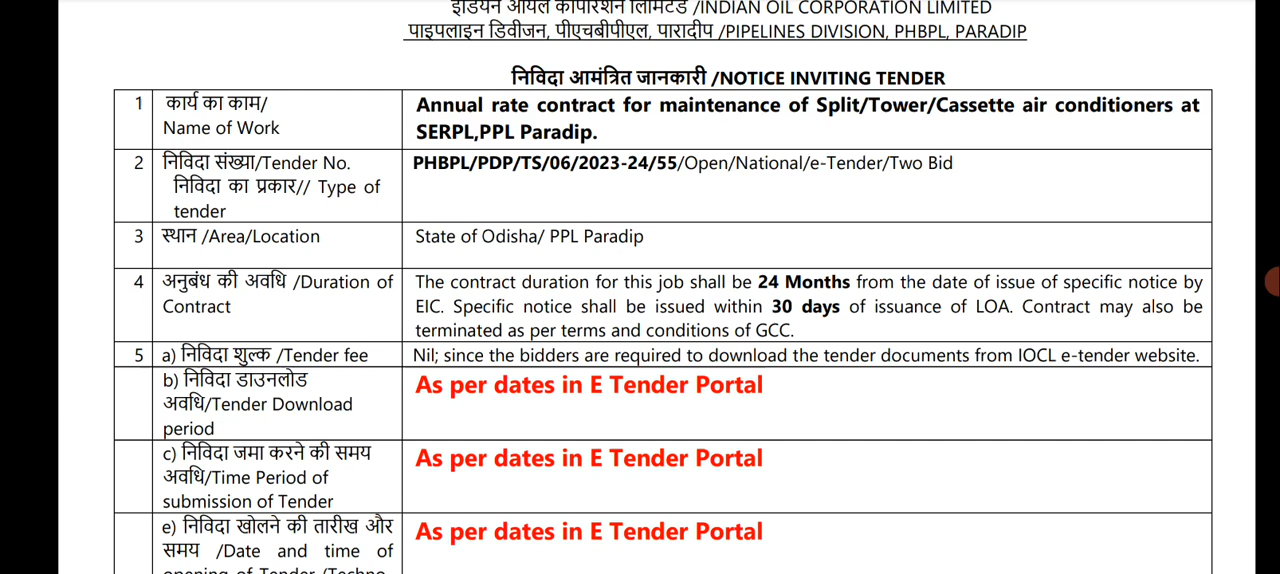 इंडियन ऑयल कॉर्पोरेशन लिमिटेड /INDIAN OIL CORPORATION LIMITED
पाइपलाइन डिवीजन, पीएचबीपीएल, पारादीप /PIPELINES DIVISION, PHBPL, PARADIP
निविदा आमंत्रित जानकारी /NOTICE INVITING TENDER
1 कार्य का काम/
Name of Work
Annual rate contract for maintenance of Split/Tower/Cassette air conditioners at
SERPL,PPL Paradip.
2 निविदा संख्या/Tender No.
निविदा का प्रकार// Type of
tender
PHBPL/PDP/TS/06/2023-24/55/Open/National/e-Tender/Two Bid
3 स्थान /Area/Location
State of Odisha/ PPL Paradip
4 अनुबंध की अवधि /Duration of
Contract
The contract duration for this job shall be 24 Months from the date of issue of specific notice by
EIC. Specific notice shall be issued within 30 days of issuance of LOA. Contract may also be
terminated as per terms and conditions of GCC.
5 a) निविदा शुल्क /Tender fee
Nil; since the bidders are required to download the tender documents from IOCL e-tender website.
b) निविदा डाउनलोड
अवधि/Tender Download
period
As per dates in E Tender Portal
c) निविदा जमा करने की समय
अवधि/Time Period of
submission of Tender
As per dates in E Tender Portal
e) निविदा खोलने की तारीख और
समय /Date and time of
opening of Tender (Techno-
As per dates in E Tender Portal